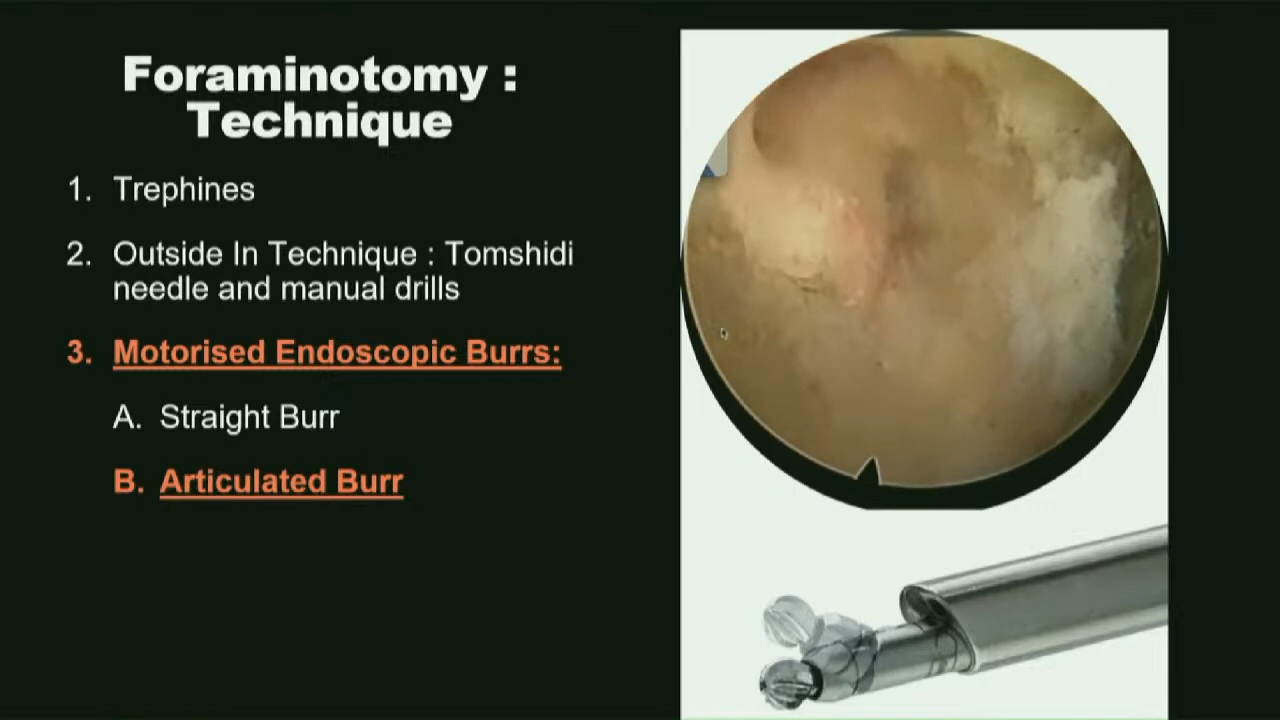 Foraminotomy :
Technique
1. Trephines
2. Outside In Technique : Tomshidi
needle and manual drills
3. Motorised Endoscopic Burrs:
A. Straight Burr
B. Articulated Burr